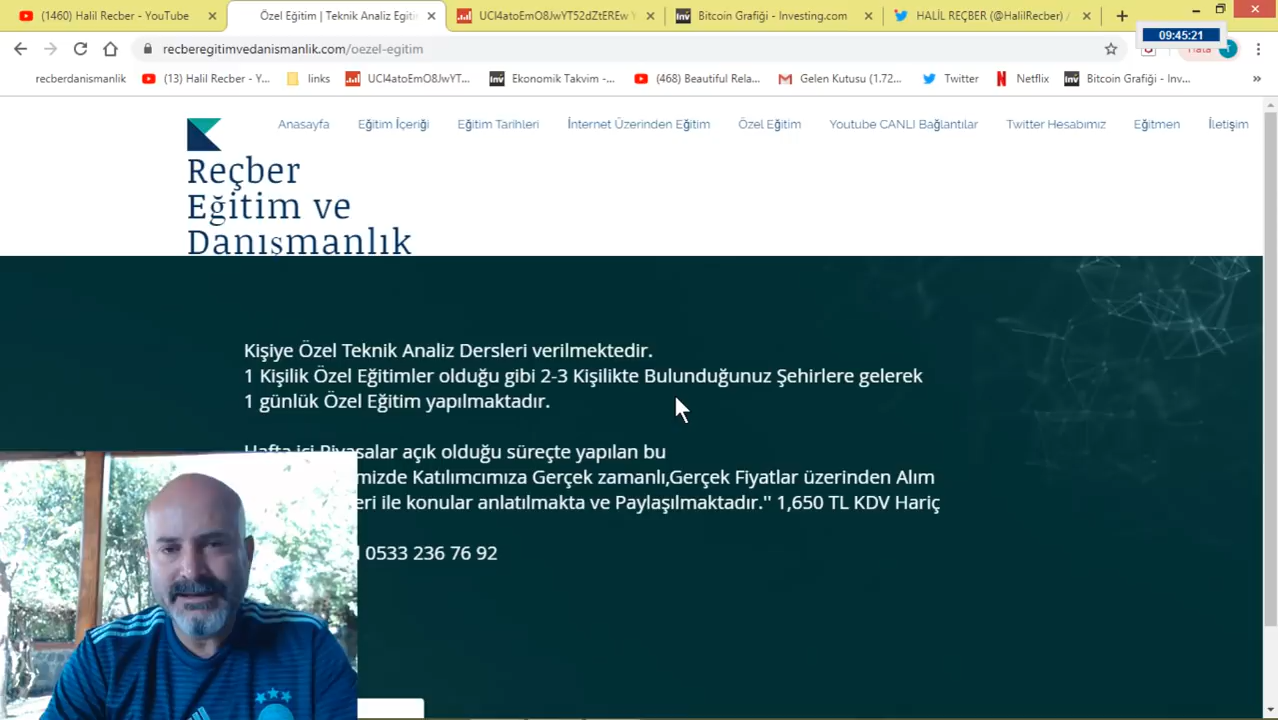 (1460) Halil Recber - YouTube
Özel Eğitim | Teknik Analiz Egitir
UCI4atoEmO8JwYT52dZtEREw Y
Bitcoin Grafiği - Investing.com
HALİL REÇBER (@HalilRecber) /
09:45:21
recberegitimvedanismanlik.com/oezel-egitim
Hata
recberdanismanlik
(13) Halil Recber - Y...
links
UCI4atoEmO8JwYT...
Ekonomik Takvim -...
(468) Beautiful Rela...
Gelen Kutusu (1.72...
Twitter
Netflix
Bitcoin Grafiği - Inv...
Anasayfa
Eğitim İçeriği
Eğitim Tarihleri
İnternet Üzerinden Eğitim
Özel Eğitim
Youtube CANLI Bağlantılar
Twitter Hesabımız
Eğitmen
İletişim
Reçber
Eğitim ve
Danışmanlık
Kişiye Özel Teknik Analiz Dersleri verilmektedir.
1 Kişilik Özel Eğitimler olduğu gibi 2-3 Kişilikte Bulunduğunuz Şehirlere gelerek
1 günlük Özel Eğitim yapılmaktadır.
Hafta içi Piyasalar açık olduğu süreçte yapılan bu
mizde Katılımcımıza Gerçek zamanlı,Gerçek Fiyatlar üzerinden Alım
eri ile konular anlatılmakta ve Paylaşılmaktadır.'' 1,650 TL KDV Hariç
0533 236 76 92